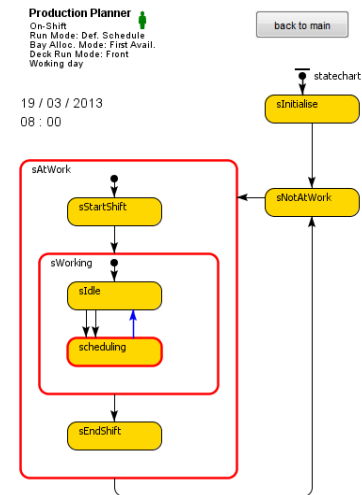 Production Planner
On-Shift
Run Mode: Def. Schedule
Bay Alloc. Mode: First Avail.
Deck Run Mode: Front
Working day
back to main
19 / 03 / 2013
08 : 00
statechart
sInitialise
sAtWork
sStartShift
sNotAtWork
sWorking
sIdle
scheduling
sEndShift